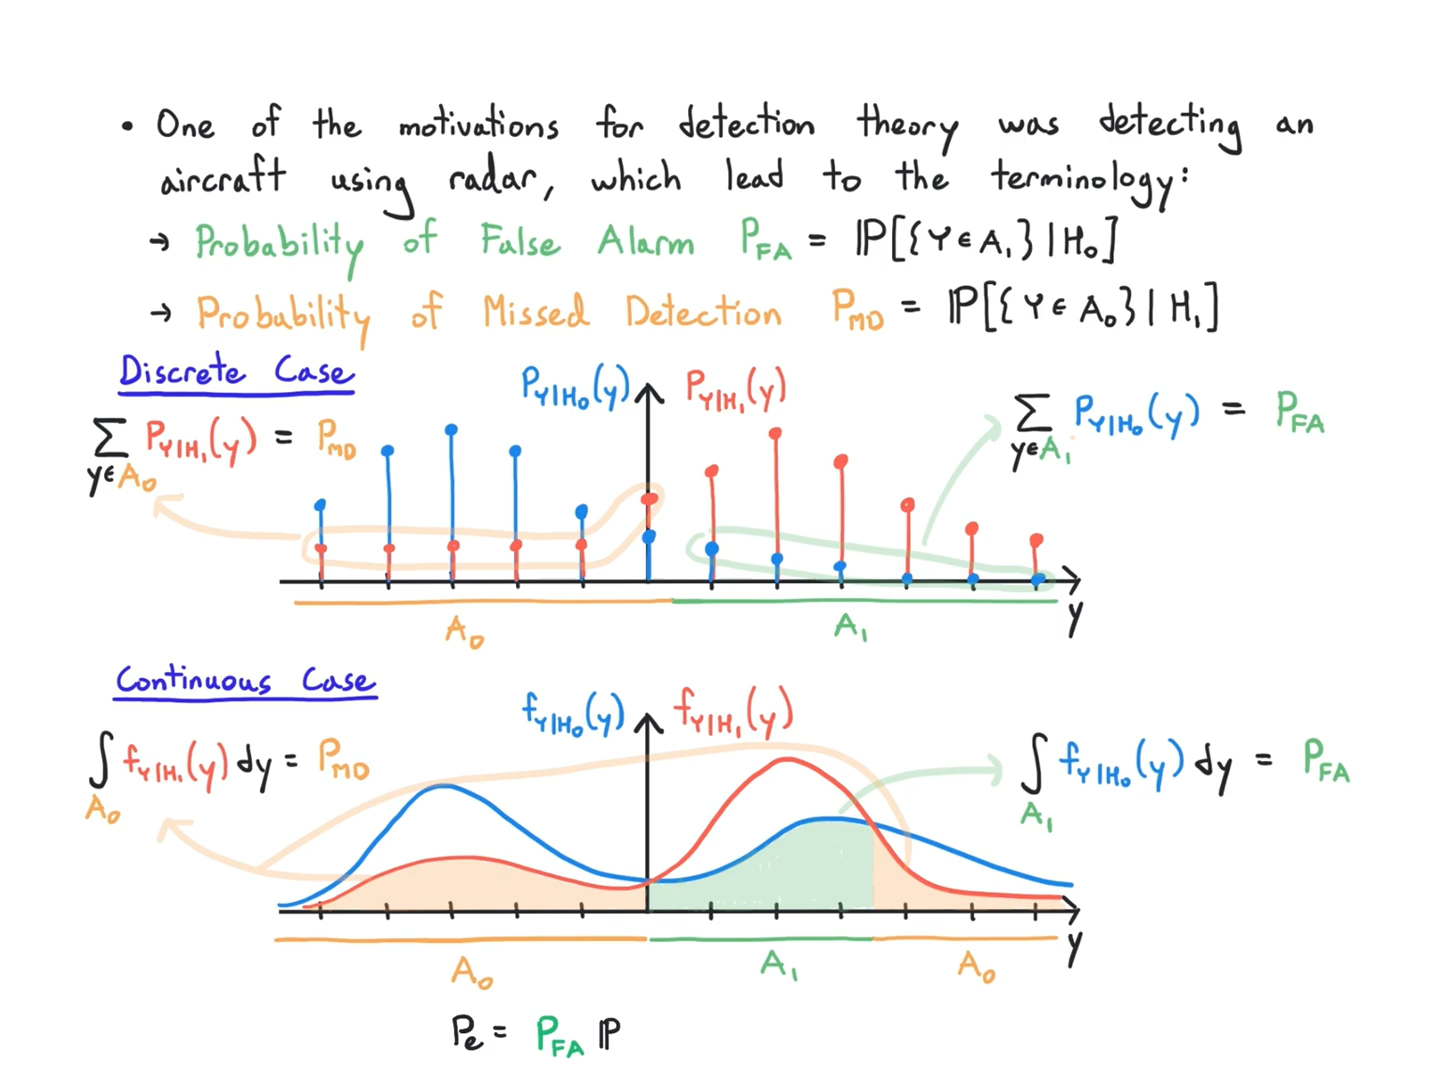 • One of the motivations for detection theory was detecting an
aircraft using radar, which lead to the terminology:
→ Probability of False Alarm P_FA = ℙ[{Y ∈ A₁} | H₀]
→ Probability of Missed Detection P_MD = ℙ[{Y ∈ A₀} | H₁]
Discrete Case
P_Y|H₀(y) P_Y|H₁(y)
∑_{y∈A₀} P_Y|H₁(y) = P_MD
∑_{y∈A₁} P_Y|H₀(y) = P_FA
A₀ A₁ y
Continuous Case
f_Y|H₀(y) f_Y|H₁(y)
∫_{A₀} f_Y|H₁(y) dy = P_MD
∫_{A₁} f_Y|H₀(y) dy = P_FA
A₀ A₁ A₀ y
P_e = P_FA ℙ